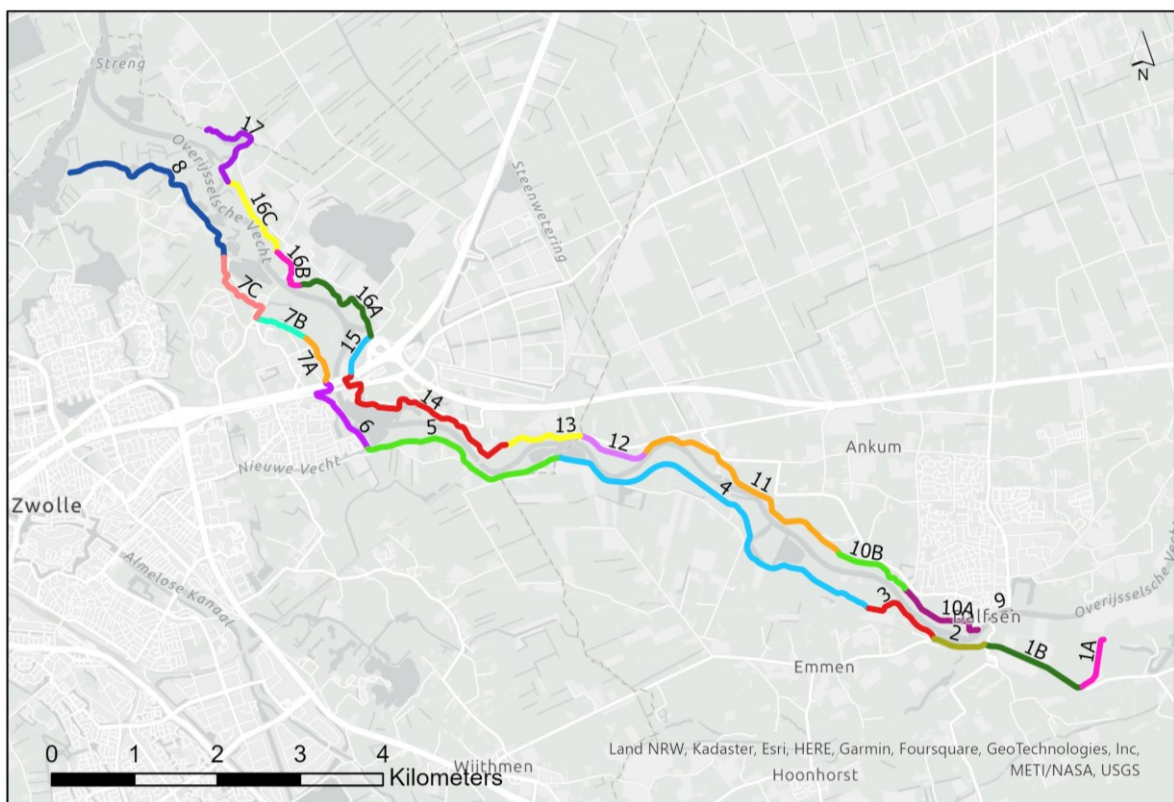 Streng
N
17
8
Overijsselsche Vecht
Steenwetering
16C
16B
7C
16A
7B
15
7A
14
13
5
6
12
Ankum
Nieuwe Vecht
11
4
Zwolle
10B
Almelose Kanaal
3
9
10A
Dalfsen
Overijsselsche Vecht
2
1B
1A
Emmen
0 1 2 3 4
Kilometers
Wijthmen
Land NRW, Kadaster, Esri, HERE, Garmin, Foursquare, GeoTechnologies, Inc,
METI/NASA, USGS
Hoonhorst